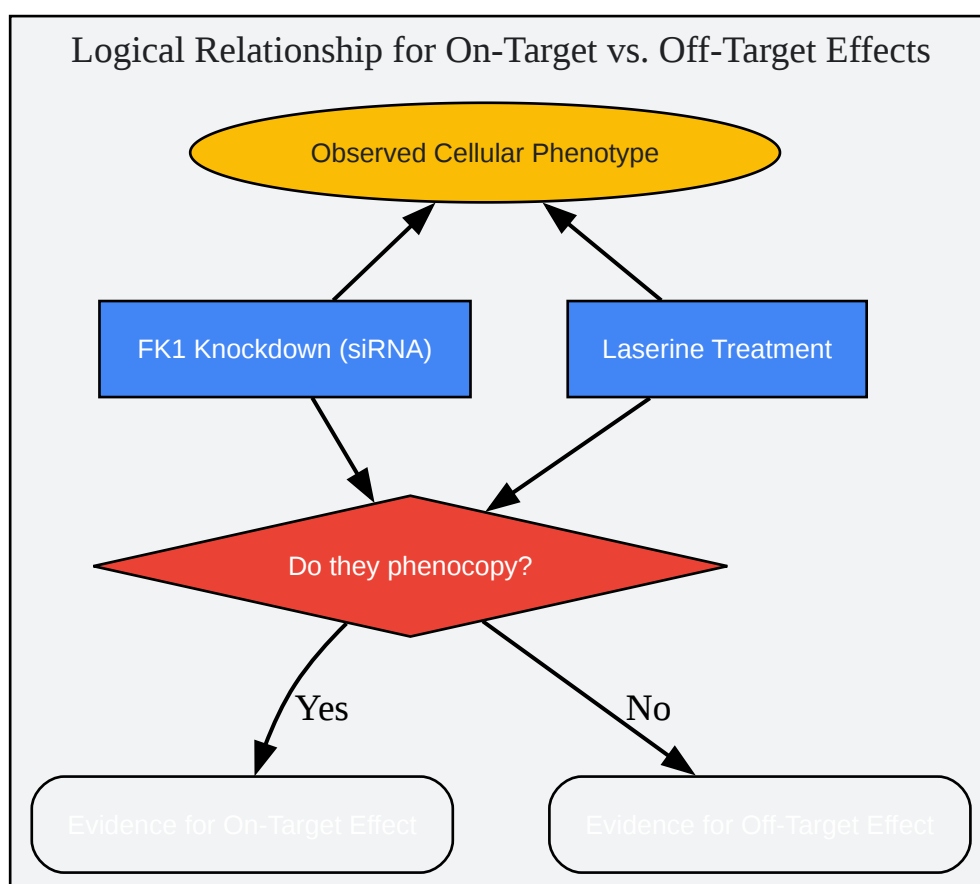 Logical Relationship for On-Target vs. Off-Target Effects
Observed Cellular Phenotype
FK1 Knockdown (siRNA)
Laserine Treatment
Do they phenocopy?
Yes
No
Evidence for On-Target Effect
Evidence for Off-Target Effect